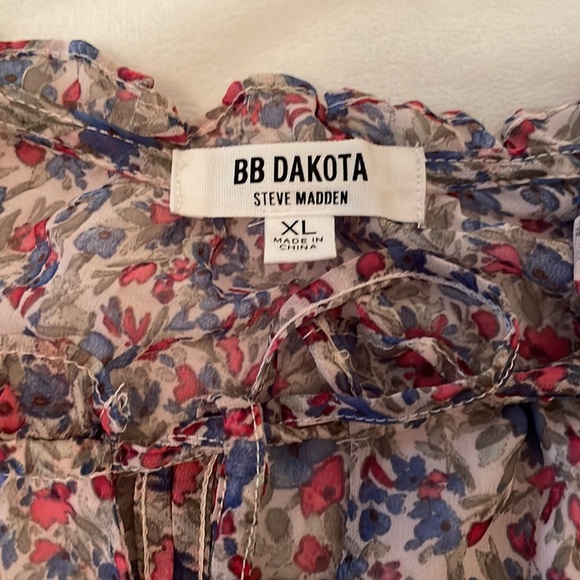 BB DAKOTA
STEVE MADDEN
XL
MADE IN
CHINA